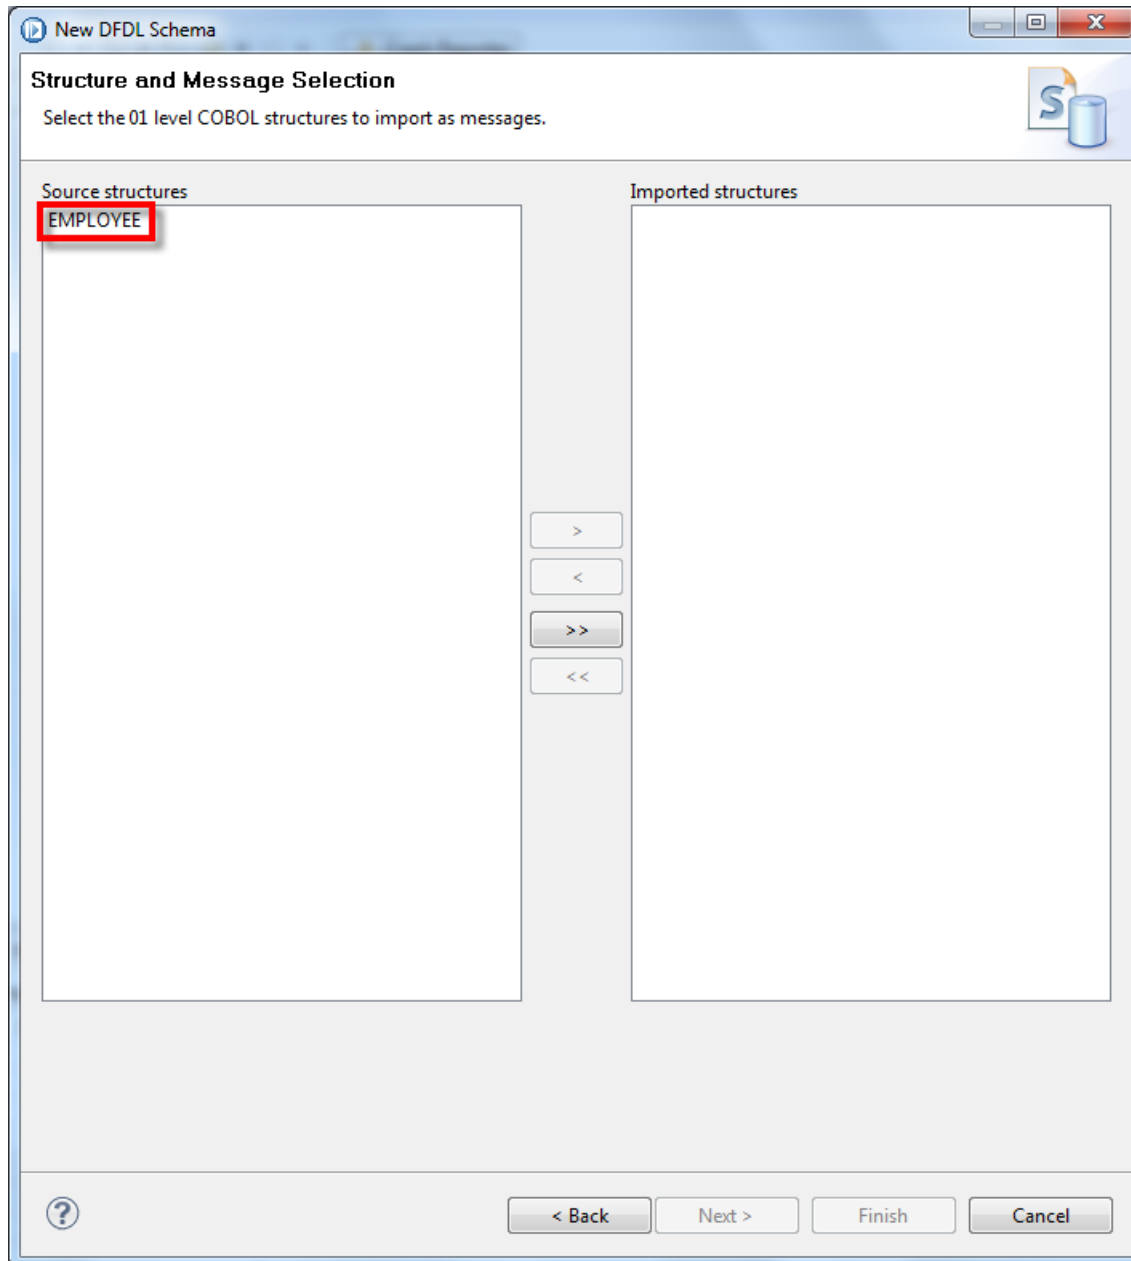 New DFDL Schema
Structure and Message Selection
Select the 01 level COBOL structures to import as messages.
S
Source structures
Imported structures
EMPLOYEE
>
<
>>
<<
?
< Back
Next >
Finish
Cancel